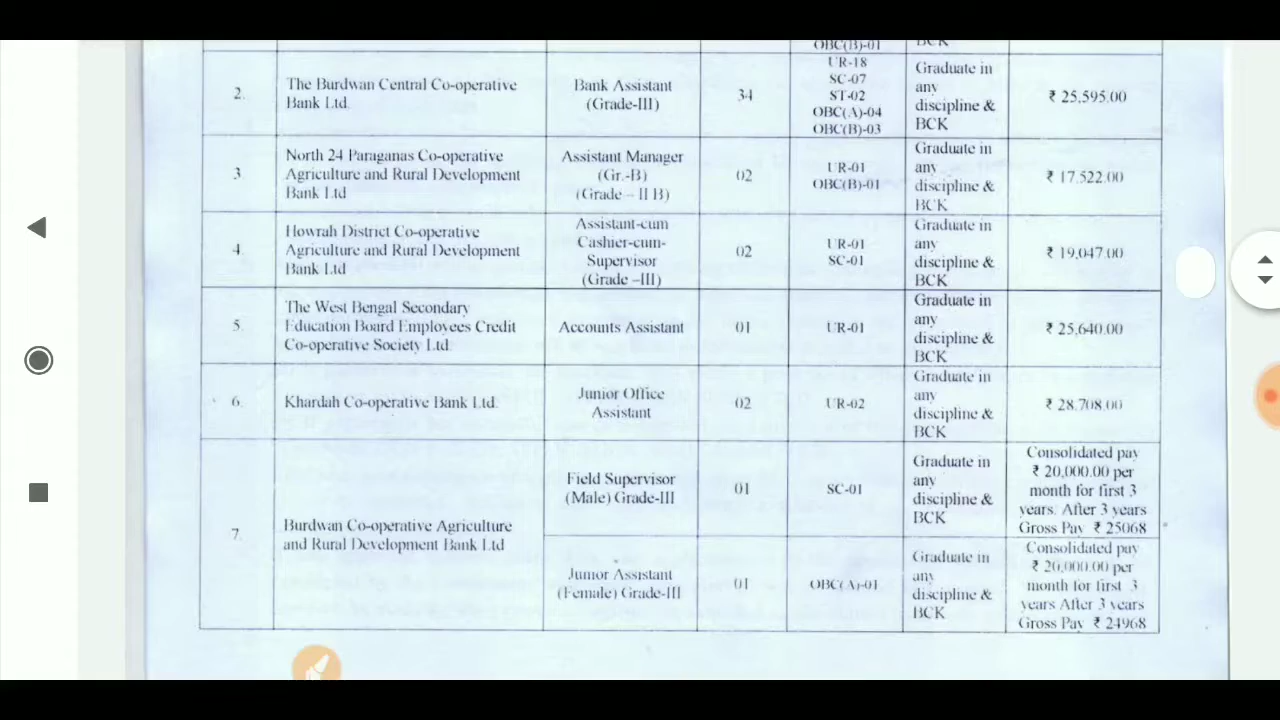 OBC(B)-01
BCK
2.
The Burdwan Central Co-operative
Bank Ltd.
Bank Assistant
(Grade-III)
34
UR-18
SC-07
ST-02
OBC(A)-04
OBC(B)-03
Graduate in
any
discipline &
BCK
₹ 25,595.00
3
North 24 Paraganas Co-operative
Agriculture and Rural Development
Bank Ltd
Assistant Manager
(Gr.-B)
(Grade – II B)
02
UR-01
OBC(B)-01
Graduate in
any
discipline &
BCK
₹ 17,522.00
4.
Howrah District Co-operative
Agriculture and Rural Development
Bank Ltd
Assistant-cum
Cashier-cum-
Supervisor
(Grade –III)
02
UR-01
SC-01
Graduate in
any
discipline &
BCK
₹ 19,047.00
5.
The West Bengal Secondary
Education Board Employees Credit
Co-operative Society Ltd.
Accounts Assistant
01
UR-01
Graduate in
any
discipline &
BCK
₹ 25,640.00
6.
Khardah Co-operative Bank Ltd.
Junior Office
Assistant
02
UR-02
Graduate in
any
discipline &
BCK
₹ 28,708.00
7.
Burdwan Co-operative Agriculture
and Rural Development Bank Ltd
Field Supervisor
(Male) Grade-III
01
SC-01
Graduate in
any
discipline &
BCK
Consolidated pay
₹ 20,000.00 per
month for first 3
years. After 3 years
Gross Pay ₹ 25068
Junior Assistant
(Female) Grade-III
01
OBC(A)-01
Graduate in
any
discipline &
BCK
Consolidated pay
₹ 20,000.00 per
month for first 3
years After 3 years
Gross Pay ₹ 24968